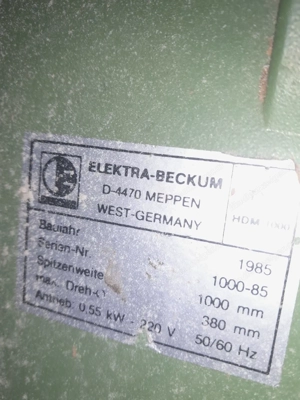 ELEKTRA-BECKUM
D-4470 MEPPEN
WEST-GERMANY
HDM 1000
Baujahr 1985
Serien-Nr 1000-85
Spitzenweite 1000 mm
max. Dreh- 380 mm
Antrieb: 0.55 kW - 220 V 50/60 Hz